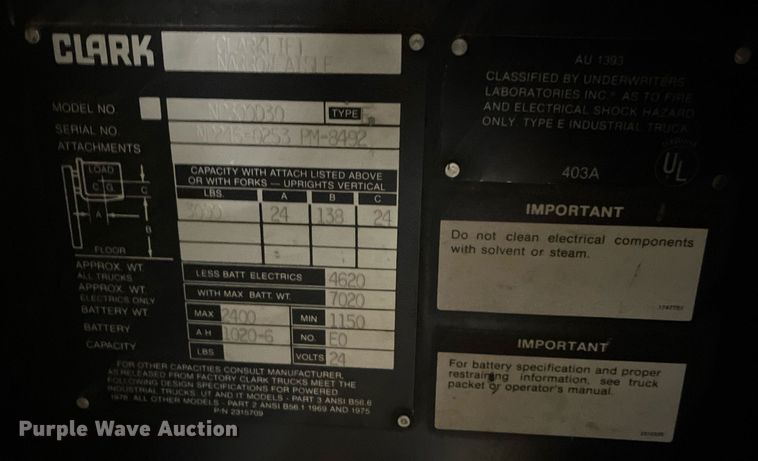 CLARK
CLARKLIFT
NARROW AISLE
MODEL NO
NP300D30
TYPE E
SERIAL NO.
NP245-0253 PM-8492
ATTACHMENTS
CAPACITY WITH ATTACH LISTED ABOVE
OR WITH FORKS — UPRIGHTS VERTICAL
LBS A B C
3000 24 138 24
LOAD
C G
C
A
B
FLOOR
APPROX. WT.
ALL TRUCKS
LESS BATT ELECTRICS 4620
APPROX. WT.
ELECTRICS ONLY
WITH MAX BATT. WT. 7020
BATTERY WT.
MAX 2400 MIN 1150
BATTERY
AH 1020-6 NO. EO
CAPACITY
LBS VOLTS 24
FOR OTHER CAPACITIES CONSULT MANUFACTURER,
AS RELEASED FROM FACTORY CLARK TRUCKS MEET THE
FOLLOWING DESIGN SPECIFICATIONS FOR POWERED
INDUSTRIAL TRUCKS. UT AND IT MODELS - PART 3 ANSI B56.6
1978. ALL OTHER MODELS - PART 2 ANSI B56.1 1969 AND 1975
P/N 2315709
AU 1393
CLASSIFIED BY UNDERWRITERS
LABORATORIES INC.® AS TO FIRE
AND ELECTRICAL SHOCK HAZARD
ONLY. TYPE E INDUSTRIAL TRUCK
403A
UL
IMPORTANT
Do not clean electrical components
with solvent or steam.
IMPORTANT
For battery specification and proper
restraining information, see truck
packet or operator's manual.
Purple Wave Auction